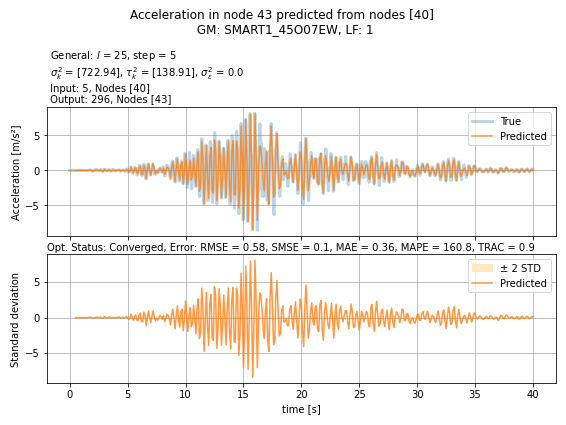 Acceleration in node 43 predicted from nodes [40]
GM: SMART1_45O07EW, LF: 1
General: l = 25, step = 5
σ²ₖ = [722.94], τ²ₖ = [138.91], σ²ε = 0.0
Input: 5, Nodes [40]
Output: 296, Nodes [43]
Acceleration [m/s²]
5
0
−5
True
Predicted
Opt. Status: Converged, Error: RMSE = 0.58, SMSE = 0.1, MAE = 0.36, MAPE = 160.8, TRAC = 0.9
Standard deviation
5
0
−5
± 2 STD
Predicted
0 5 10 15 20 25 30 35 40
time [s]